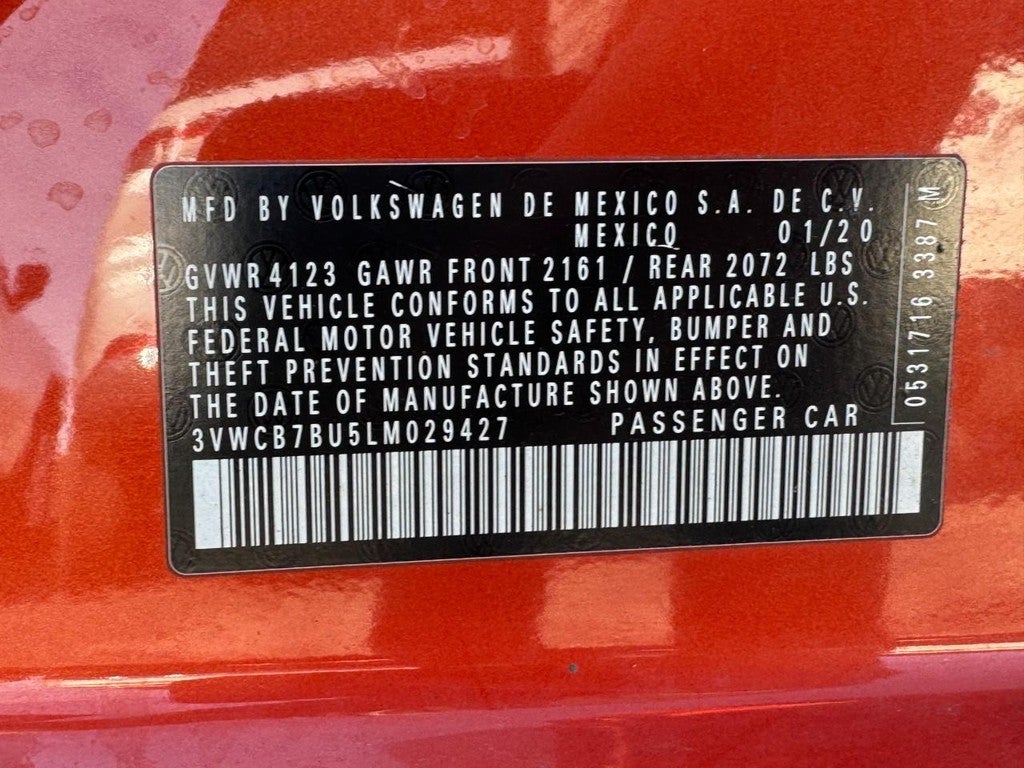 MFD BY VOLKSWAGEN DE MEXICO S.A. DE C.V.
MEXICO 01/20
GVWR 4123 GAWR FRONT 2161 / REAR 2072 LBS
THIS VEHICLE CONFORMS TO ALL APPLICABLE U.S.
FEDERAL MOTOR VEHICLE SAFETY, BUMPER AND
THEFT PREVENTION STANDARDS IN EFFECT ON
THE DATE OF MANUFACTURE SHOWN ABOVE.
3VWCB7BU5LM029427 PASSENGER CAR
0531716 3387 M